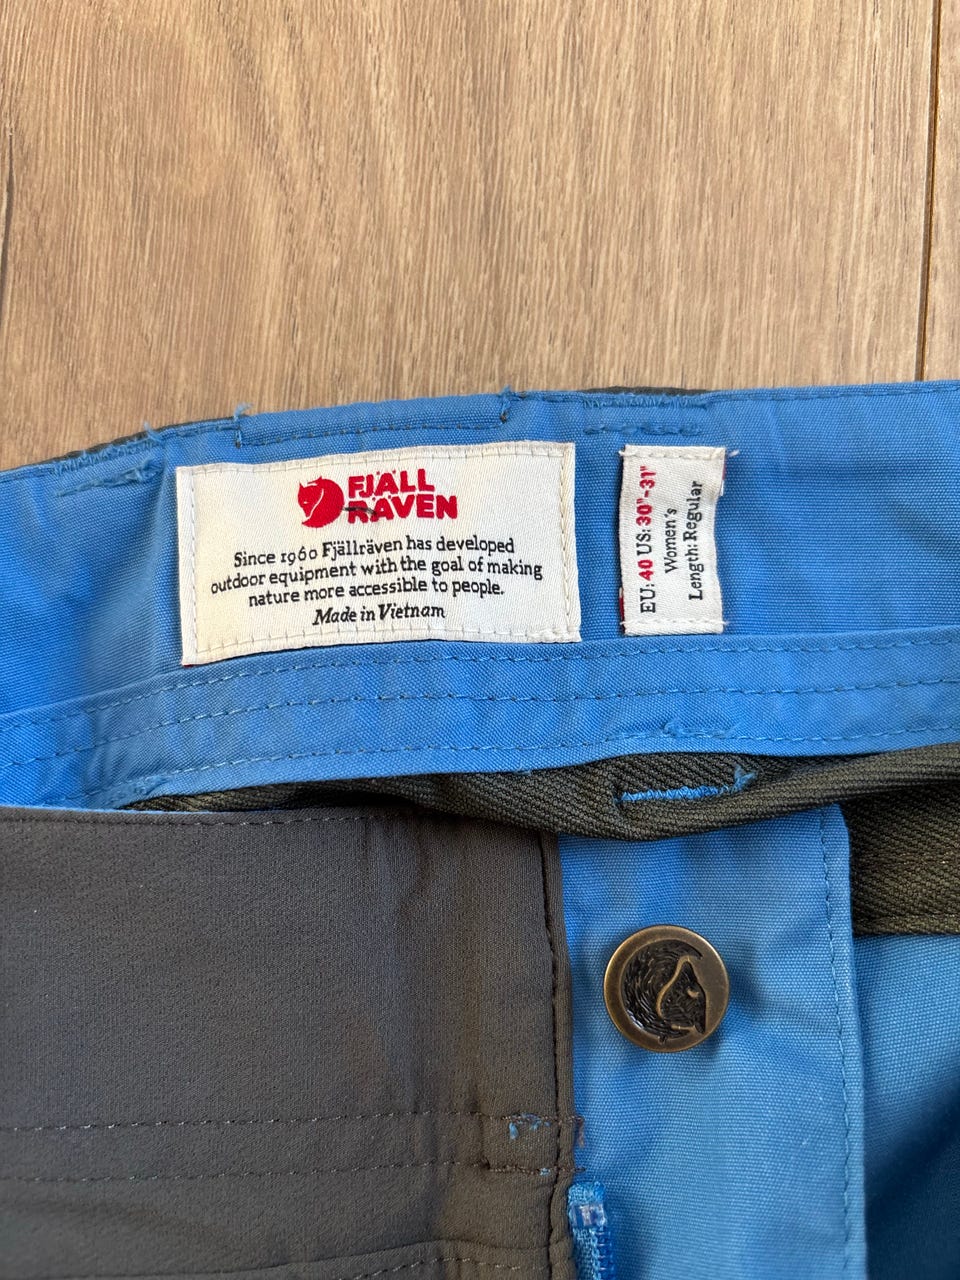 FJÄLL
RÄVEN
Since 1960 Fjällräven has developed
outdoor equipment with the goal of making
nature more accessible to people.
Made in Vietnam
EU: 40 US: 30"-31"
Women's
Length: Regular